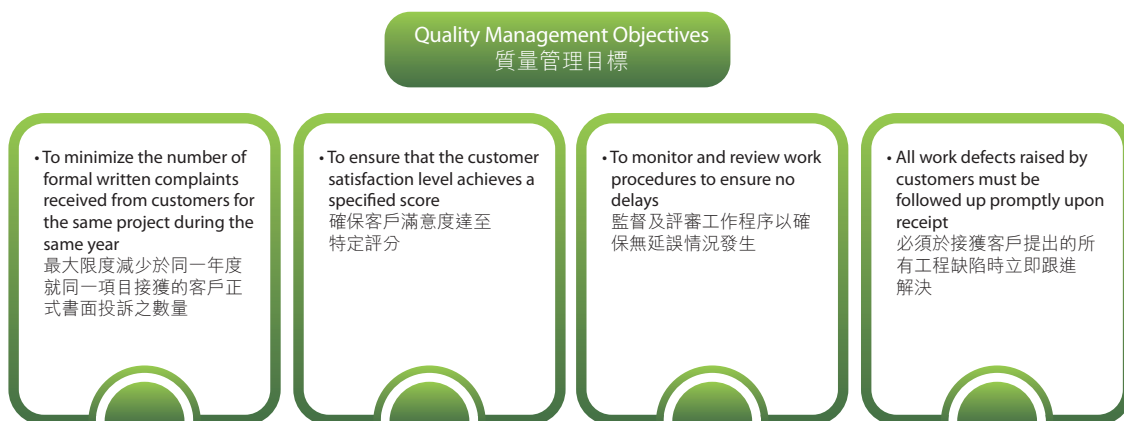 Quality Management Objectives
質量管理目標
• To minimize the number of
formal written complaints
received from customers for
the same project during the
same year
最大限度減少於同一年度
就同一項目接獲的客戶正
式書面投訴之數量
• To ensure that the customer
satisfaction level achieves a
specified score
確保客戶滿意度達至
特定評分
• To monitor and review work
procedures to ensure no
delays
監督及評審工作程序以確
保無延誤情況發生
• All work defects raised by
customers must be
followed up promptly upon
receipt
必須於接獲客戶提出的所
有工程缺陷時立即跟進
解決